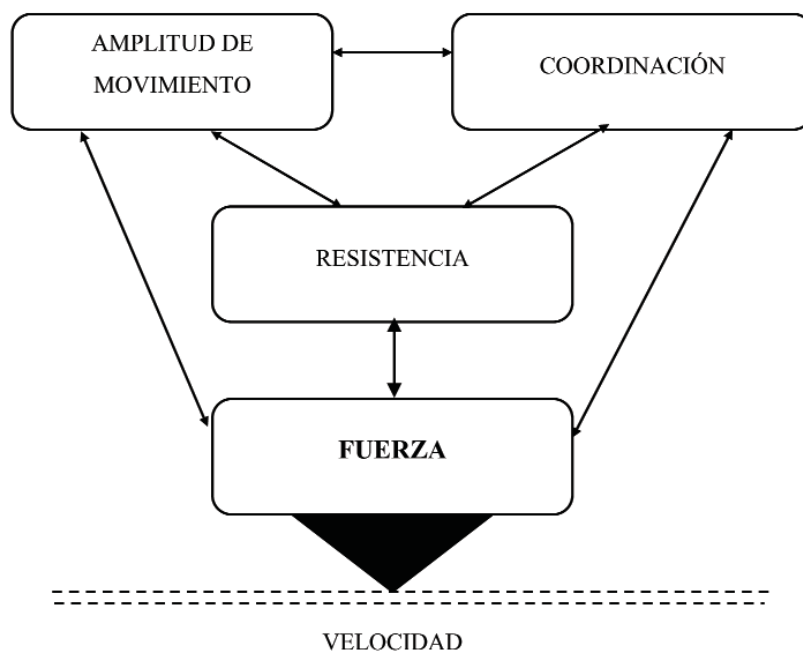 AMPLITUD DE
MOVIMIENTO
COORDINACIÓN
RESISTENCIA
FUERZA
VELOCIDAD